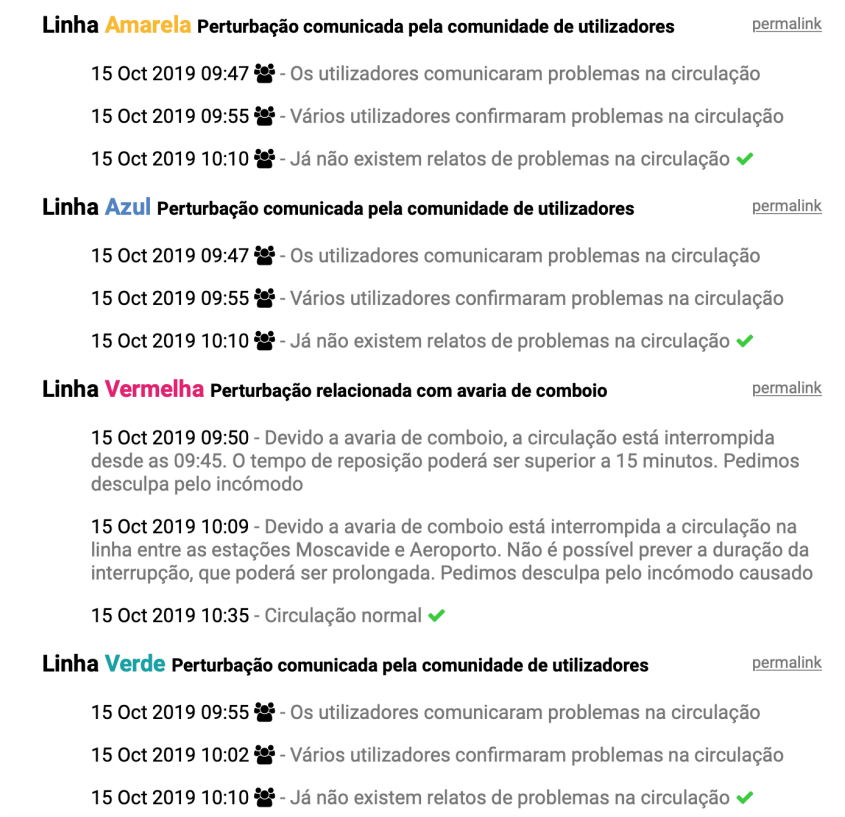 Linha Amarela Perturbação comunicada pela comunidade de utilizadores permalink
15 Oct 2019 09:47 - Os utilizadores comunicaram problemas na circulação
15 Oct 2019 09:55 - Vários utilizadores confirmaram problemas na circulação
15 Oct 2019 10:10 - Já não existem relatos de problemas na circulação
Linha Azul Perturbação comunicada pela comunidade de utilizadores permalink
15 Oct 2019 09:47 - Os utilizadores comunicaram problemas na circulação
15 Oct 2019 09:55 - Vários utilizadores confirmaram problemas na circulação
15 Oct 2019 10:10 - Já não existem relatos de problemas na circulação
Linha Vermelha Perturbação relacionada com avaria de comboio permalink
15 Oct 2019 09:50 - Devido a avaria de comboio, a circulação está interrompida
desde as 09:45. O tempo de reposição poderá ser superior a 15 minutos. Pedimos
desculpa pelo incómodo
15 Oct 2019 10:09 - Devido a avaria de comboio está interrompida a circulação na
linha entre as estações Moscavide e Aeroporto. Não é possível prever a duração da
interrupção, que poderá ser prolongada. Pedimos desculpa pelo incómodo causado
15 Oct 2019 10:35 - Circulação normal
Linha Verde Perturbação comunicada pela comunidade de utilizadores permalink
15 Oct 2019 09:55 - Os utilizadores comunicaram problemas na circulação
15 Oct 2019 10:02 - Vários utilizadores confirmaram problemas na circulação
15 Oct 2019 10:10 - Já não existem relatos de problemas na circulação